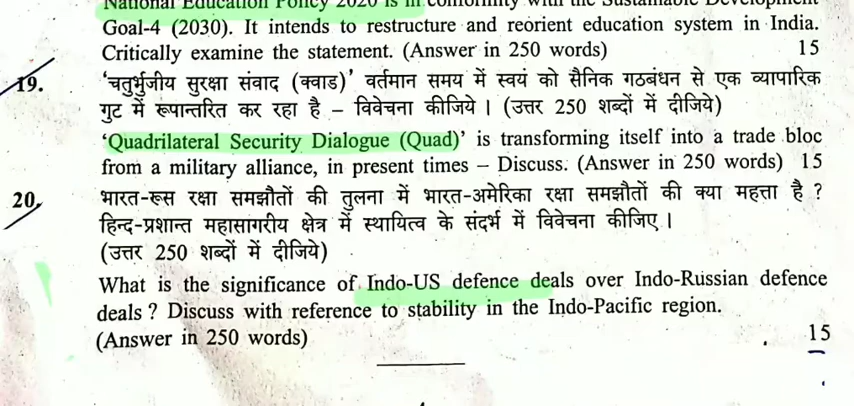 National Education Policy 2020 is in conformity with the Sustainable Development
Goal-4 (2030). It intends to restructure and reorient education system in India.
Critically examine the statement. (Answer in 250 words) 15
19. ‘चतुर्भुजीय सुरक्षा संवाद (क्वाड)’ वर्तमान समय में स्वयं को सैनिक गठबंधन से एक व्यापारिक
गुट में रूपान्तरित कर रहा है – विवेचना कीजिये। (उत्तर 250 शब्दों में दीजिये)
‘Quadrilateral Security Dialogue (Quad)’ is transforming itself into a trade bloc
from a military alliance, in present times – Discuss. (Answer in 250 words) 15
20. भारत-रूस रक्षा समझौतों की तुलना में भारत-अमेरिका रक्षा समझौतों की क्या महत्ता है ?
हिन्द-प्रशान्त महासागरीय क्षेत्र में स्थायित्व के संदर्भ में विवेचना कीजिए।
(उत्तर 250 शब्दों में दीजिये)
What is the significance of Indo-US defence deals over Indo-Russian defence
deals ? Discuss with reference to stability in the Indo-Pacific region.
(Answer in 250 words) 15